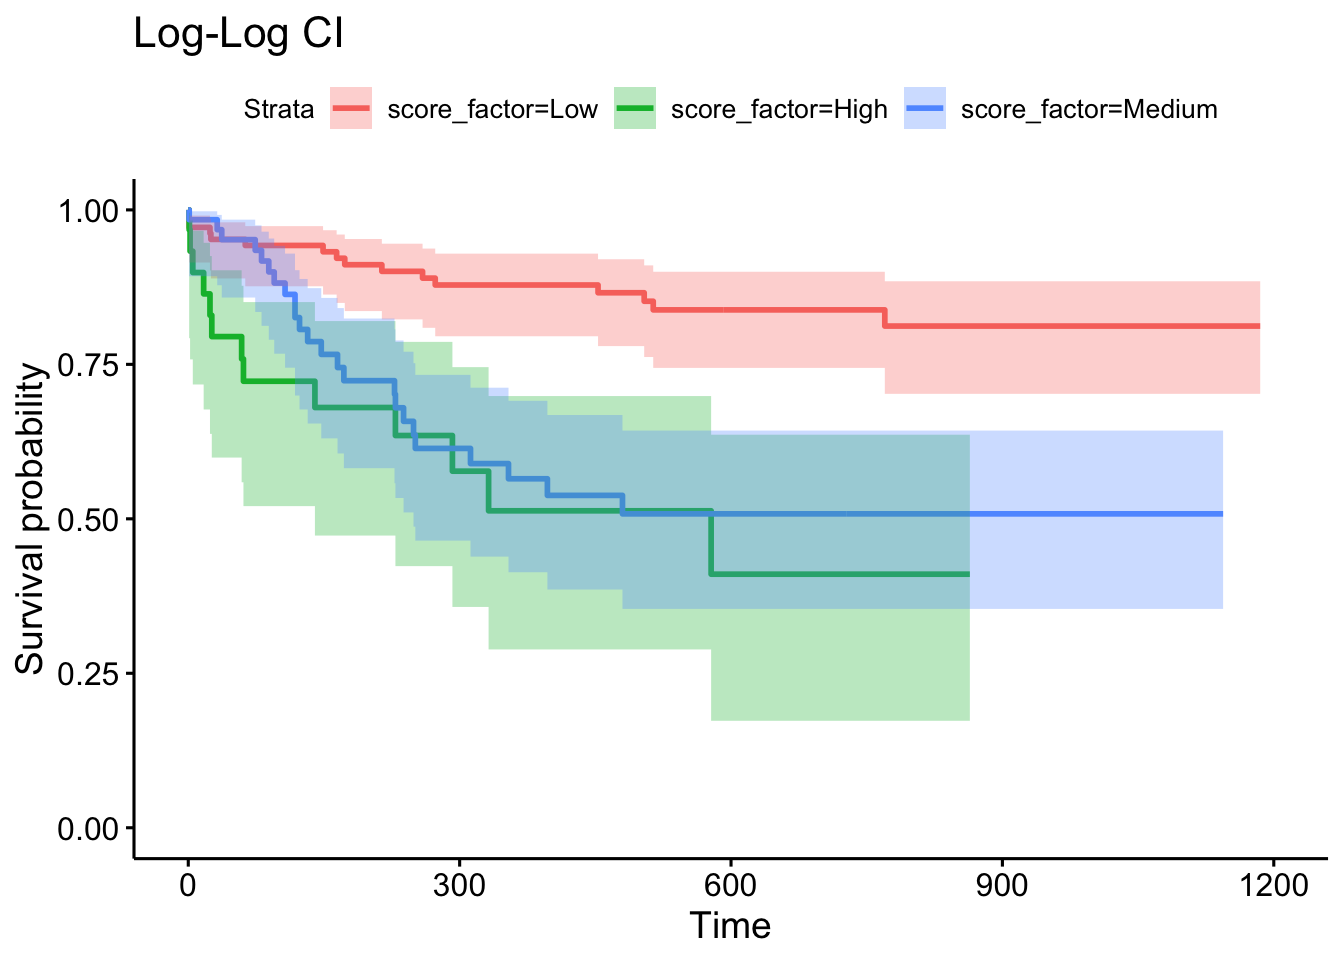 Log-Log CI
Strata score_factor=Low score_factor=High score_factor=Medium
Survival probability
1.00
0.75
0.50
0.25
0.00
0 300 600 900 1200
Time